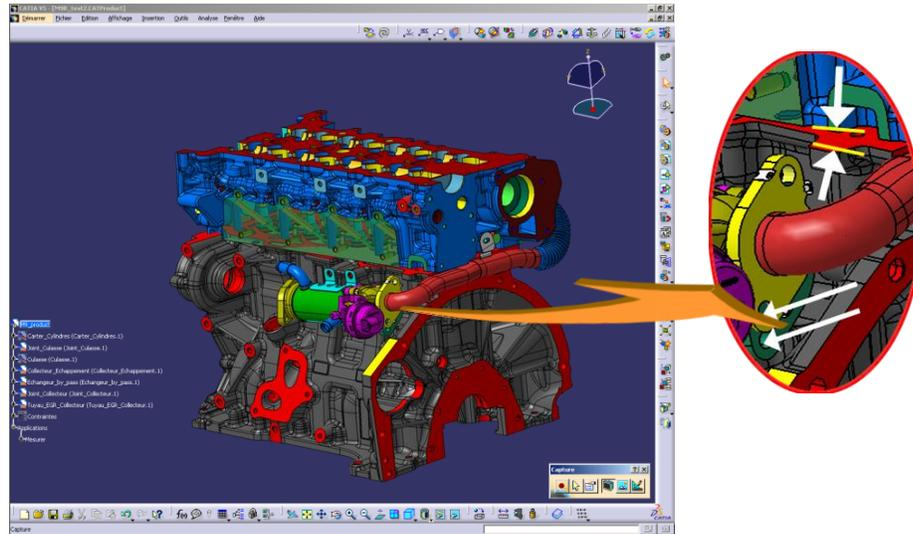 CATIA V5 - [M9R_text2.CATProduct]
Démarrer Fichier Edition Affichage Insertion Outils Analyse Fenêtre Aide
Carter_Cylindres (Carter_Cylindres.1)
Joint_Culasse (Joint_Culasse.1)
Culasse (Culasse.1)
Collecteur_Echappement (Collecteur_Echappement.1)
Echangeur_by_pass (Echangeur_by_pass.1)
Joint_Collecteur (Joint_Collecteur.1)
Tuyau_EGR_Collecteur (Tuyau_EGR_Collecteur.1)
Contraintes
Applications
Mesurer
Capture
CATIA
Capture